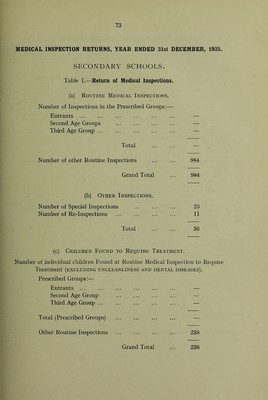 73
MEDICAL INSPECTION RETURNS, YEAR ENDED 31st DECEMBER, 1935.
SECONDARY SCHOOLS.
Table I.—Return of Medical Inspections.
(a) Routine Medical Inspections.
Number of Inspections in the Prescribed Groups:—
Entrants ... ... ... ... ... ... —
Second Age Groups ... ... ... ... —
Third Age Group ... ... ... ... ... —
Total ... ... —
Number of other Routine Inspections ... ... 984
Grand Total ... 984
(b) Other Inspections.
Number of Special Inspections ... ... ... 25
Number of Re-Inspections ... ... ... ... 11
Total ... ... 36
(c) Children Found to Require Treatment.
Number of individual children Found at Routine Medical Inspection to Require
Treatment (excluding uncleanliness and dental diseases).
Prescribed Groups:—
Entrants ... ... ... ... ... ... —
Second Age Group ... ... ... ... —
Third Age Group ... ... ... ... ... —
Total (Prescribed Groups) ... ... ... ... —
Other Routine Inspections ... ... ... ... 238
Grand Total ... 238